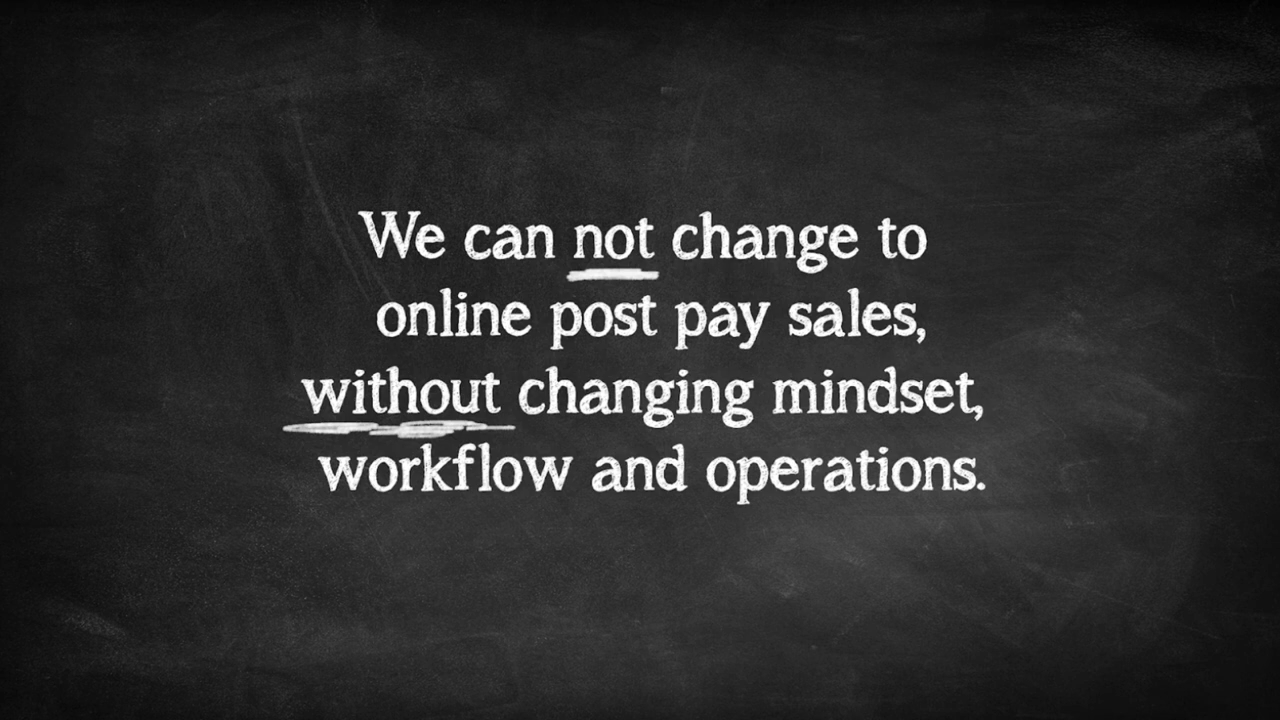 We can not change to
online post pay sales,
without changing mindset,
workflow and operations.